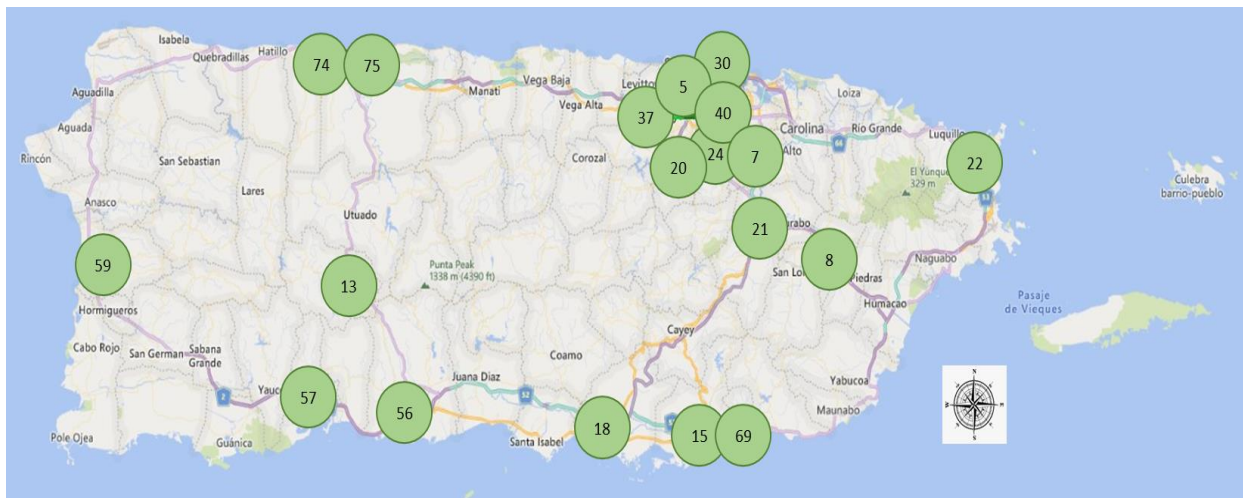 Isabela
Quebradillas
Hatillo
74
75
30
5
Levitto
Aguadilla
Manati
Vega Baja
Vega Alta
37
40
Loiza
Aguada
Carolina
Rio Grande
Luquillo
66
Rincón
San Sebastian
Corozal
20
24
7
Alto
22
El Yunque
329 m
Culebra
barrio-pueblo
Lares
53
Anasco
Utuado
21
urabo
59
13
Punta Peak
1338 m (4390 ft)
8
San Lo
Piedras
Naguabo
Hormigueros
Humacao
Pasaje
de Vieques
Cayey
Cabo Rojo
San German
Sabana
Grande
Coamo
Yauc
57
Juana Diaz
52
2
56
Yabucoa
Maunabo
18
15
69
Pole Ojea
Guánica
Santa Isabel
N